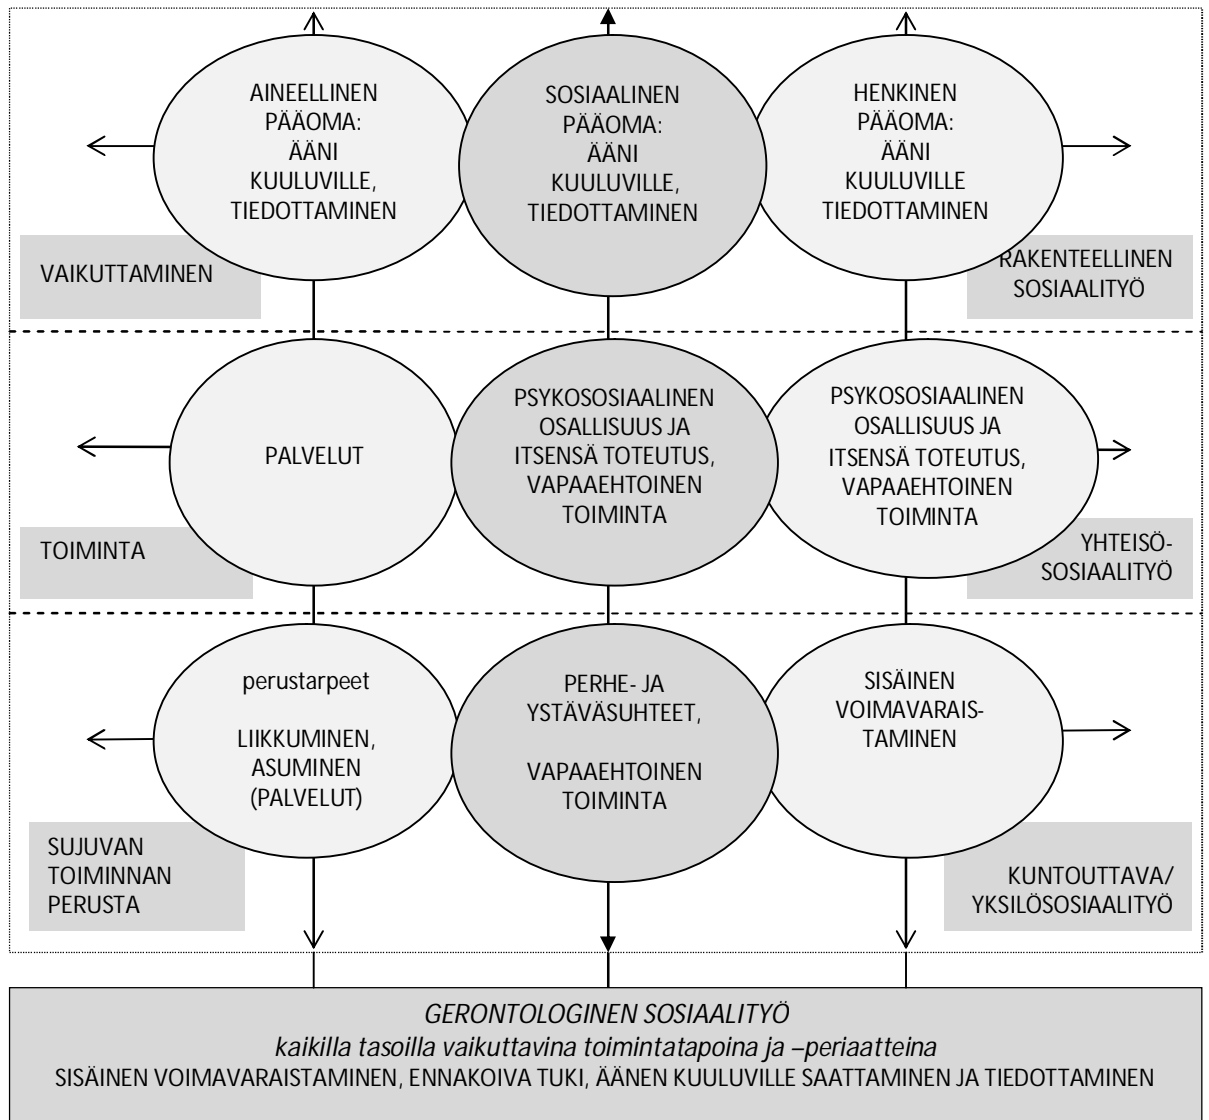 AINEELLINEN
PÄÄOMA:
ÄÄNI
KUULUVILLE,
TIEDOTTAMINEN
SOSIAALINEN
PÄÄOMA:
ÄÄNI
KUULUVILLE,
TIEDOTTAMINEN
HENKINEN
PÄÄOMA:
ÄÄNI
KUULUVILLE
TIEDOTTAMINEN
VAIKUTTAMINEN
RAKENTEELLINEN
SOSIAALITYÖ
PALVELUT
PSYKOSOSIAALINEN
OSALLISUUS JA
ITSENSÄ TOTEUTUS,
VAPAAEHTOINEN
TOIMINTA
PSYKOSOSIAALINEN
OSALLISUUS JA
ITSENSÄ TOTEUTUS,
VAPAAEHTOINEN
TOIMINTA
TOIMINTA
YHTEISÖ-
SOSIAALITYÖ
perustarpeet
LIIKKUMINEN,
ASUMINEN
(PALVELUT)
PERHE- JA
YSTÄVÄSUHTEET,
VAPAAEHTOINEN
TOIMINTA
SISÄINEN
VOIMAVARAIS-
TAMINEN
SUJUVAN
TOIMINNAN
PERUSTA
KUNTOUTTAVA/
YKSILÖSOSIAALITYÖ
GERONTOLOGINEN SOSIAALITYÖ
kaikilla tasoilla vaikuttavina toimintatapoina ja –periaatteina
SISÄINEN VOIMAVARAISTAMINEN, ENNAKOIVA TUKI, ÄÄNEN KUULUVILLE SAATTAMINEN JA TIEDOTTAMINEN